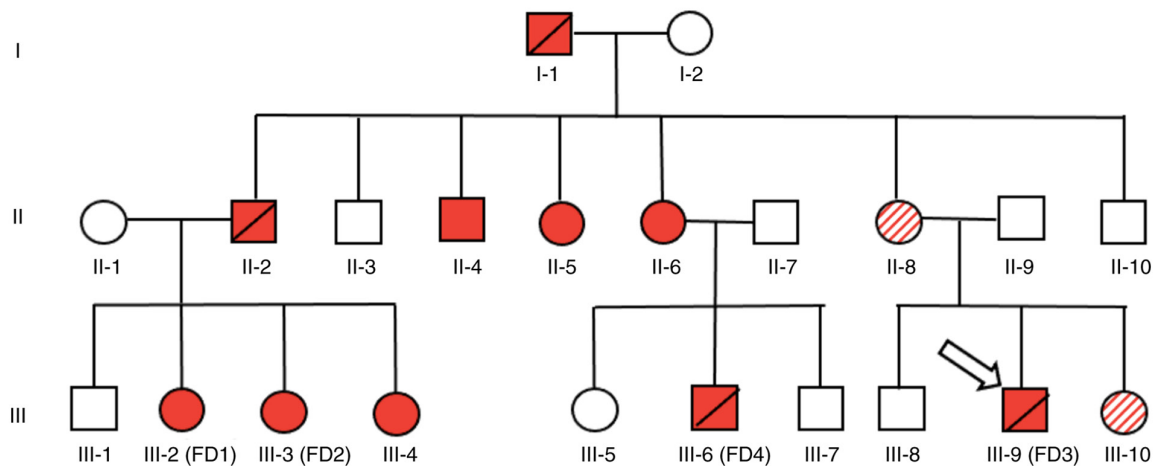 I
I-1 I-2
II
II-1 II-2 II-3 II-4 II-5 II-6 II-7 II-8 II-9 II-10
III
III-1 III-2 (FD1) III-3 (FD2) III-4 III-5 III-6 (FD4) III-7 III-8 III-9 (FD3) III-10